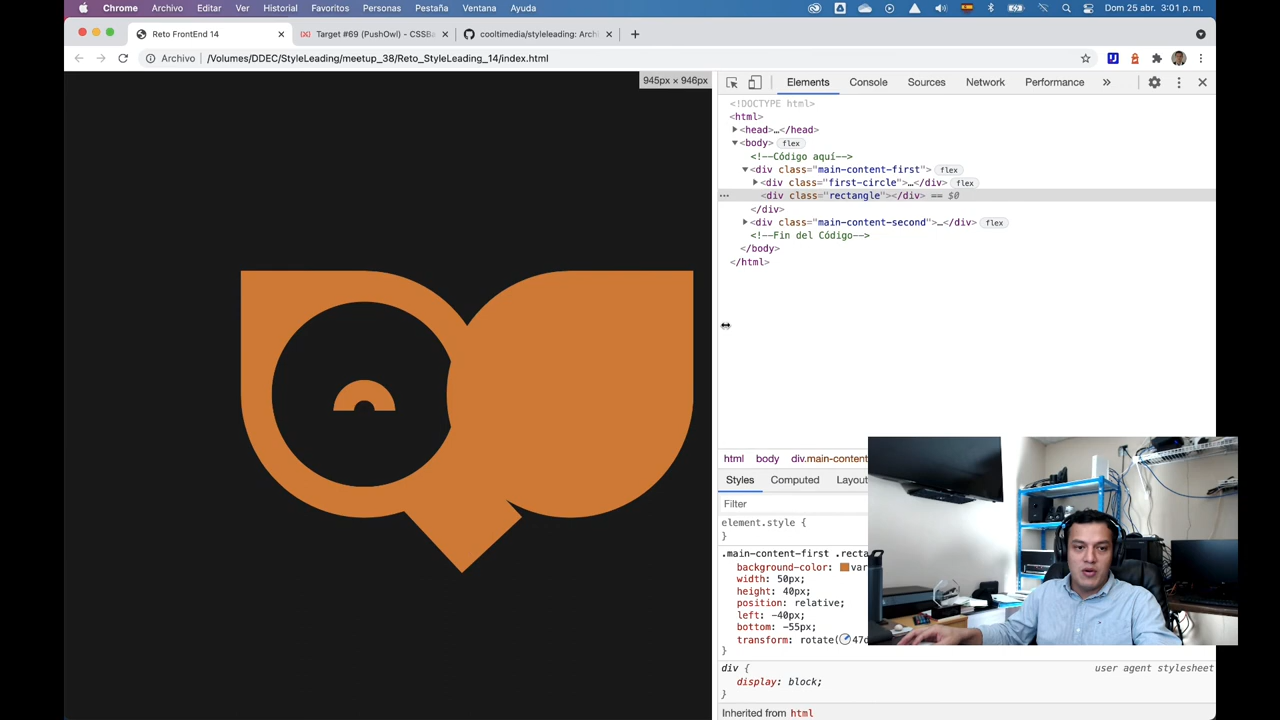 Chrome Archivo Editar Ver Historial Favoritos Personas Pestaña Ventana Ayuda Dom 25 abr. 3:01 p. m.
Reto FrontEnd 14 Target #69 (PushOwl) - CSSBa cooltimedia/styleleading: Archi
Archivo /Volumes/DDEC/StyleLeading/meetup_38/Reto_StyleLeading_14/index.html
945px × 946px
Elements Console Sources Network Performance »
<!DOCTYPE html>
<html>
<head>…</head>
<body> flex
<!--Código aquí-->
<div class="main-content-first"> flex
<div class="first-circle">…</div> flex
<div class="rectangle"></div> == $0
</div>
<div class="main-content-second">…</div> flex
<!--Fin del Código-->
</body>
</html>
html body div.main-content
Styles Computed Layou
Filter
element.style {
}
.main-content-first .recta
background-color: var
width: 50px;
height: 40px;
position: relative;
left: -40px;
bottom: -55px;
transform: rotate( 47d
}
div { user agent stylesheet
display: block;
}
Inherited from html